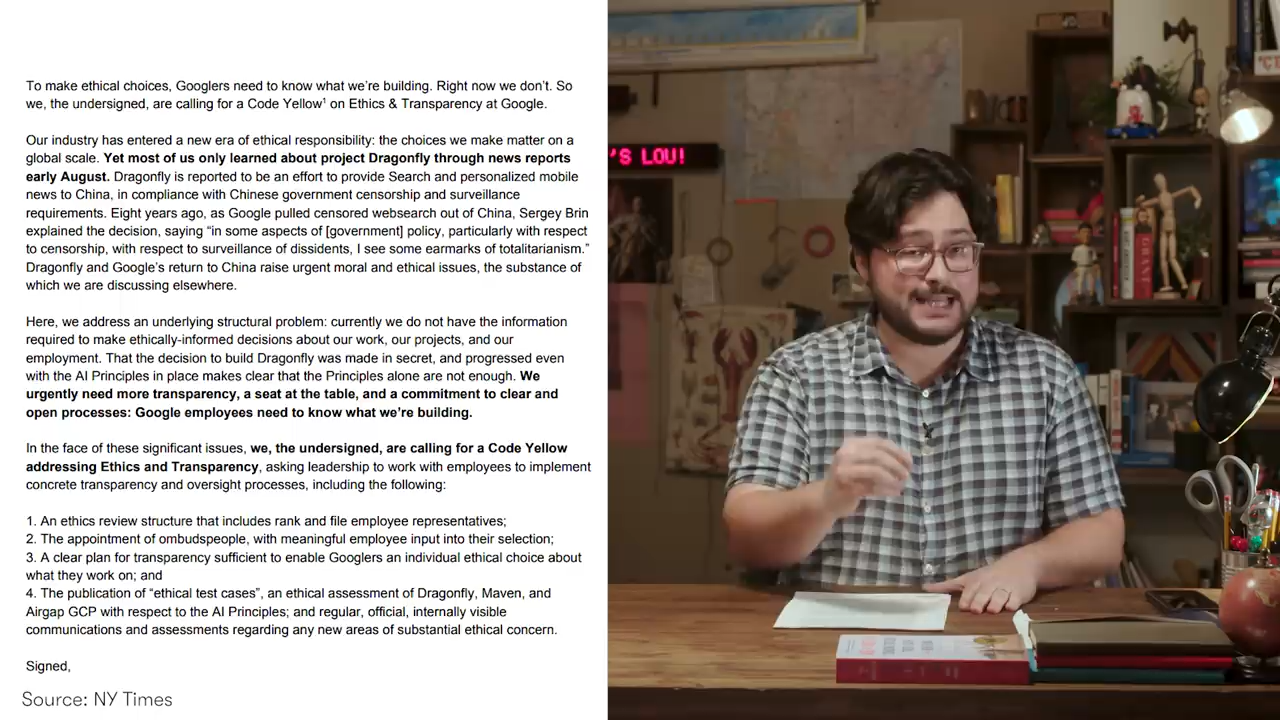 To make ethical choices, Googlers need to know what we're building. Right now we don't. So
we, the undersigned, are calling for a Code Yellow¹ on Ethics & Transparency at Google.
Our industry has entered a new era of ethical responsibility: the choices we make matter on a
global scale. Yet most of us only learned about project Dragonfly through news reports
early August. Dragonfly is reported to be an effort to provide Search and personalized mobile
news to China, in compliance with Chinese government censorship and surveillance
requirements. Eight years ago, as Google pulled censored websearch out of China, Sergey Brin
explained the decision, saying “in some aspects of [government] policy, particularly with respect
to censorship, with respect to surveillance of dissidents, I see some earmarks of totalitarianism.”
Dragonfly and Google's return to China raise urgent moral and ethical issues, the substance of
which we are discussing elsewhere.
Here, we address an underlying structural problem: currently we do not have the information
required to make ethically-informed decisions about our work, our projects, and our
employment. That the decision to build Dragonfly was made in secret, and progressed even
with the AI Principles in place makes clear that the Principles alone are not enough. We
urgently need more transparency, a seat at the table, and a commitment to clear and
open processes: Google employees need to know what we're building.
In the face of these significant issues, we, the undersigned, are calling for a Code Yellow
addressing Ethics and Transparency, asking leadership to work with employees to implement
concrete transparency and oversight processes, including the following:
1. An ethics review structure that includes rank and file employee representatives;
2. The appointment of ombudspeople, with meaningful employee input into their selection;
3. A clear plan for transparency sufficient to enable Googlers an individual ethical choice about
what they work on; and
4. The publication of “ethical test cases”, an ethical assessment of Dragonfly, Maven, and
Airgap GCP with respect to the AI Principles; and regular, official, internally visible
communications and assessments regarding any new areas of substantial ethical concern.
Signed,
Source: NY Times
'S LOU!
GRANT